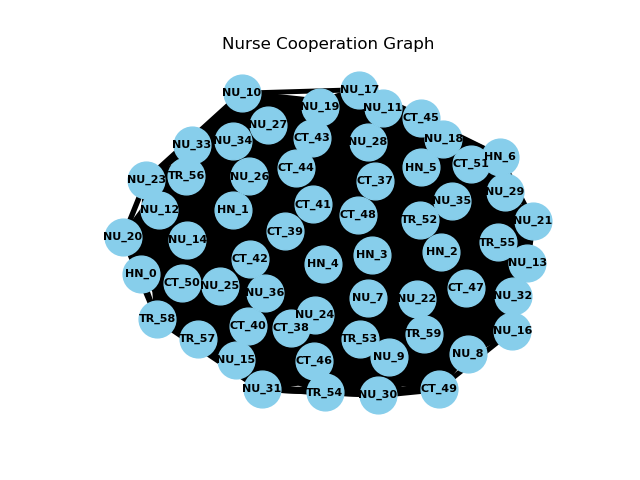 Nurse Cooperation Graph
NU_10
NU_17
NU_19
NU_11
CT_45
NU_27
NU_18
CT_43
NU_34
NU_28
NU_33
HN_6
CT_51
CT_44
HN_5
TR_56
NU_26
NU_23
CT_37
NU_29
NU_35
CT_41
NU_12
HN_1
CT_48
TR_52
NU_21
CT_39
NU_20
NU_14
TR_55
HN_2
HN_3
CT_42
NU_13
HN_4
HN_0
CT_50
NU_25
CT_47
NU_36
NU_32
NU_7
NU_22
NU_24
TR_58
CT_40
CT_38
NU_16
TR_59
TR_57
TR_53
NU_8
NU_9
NU_15
CT_46
NU_31
CT_49
TR_54
NU_30